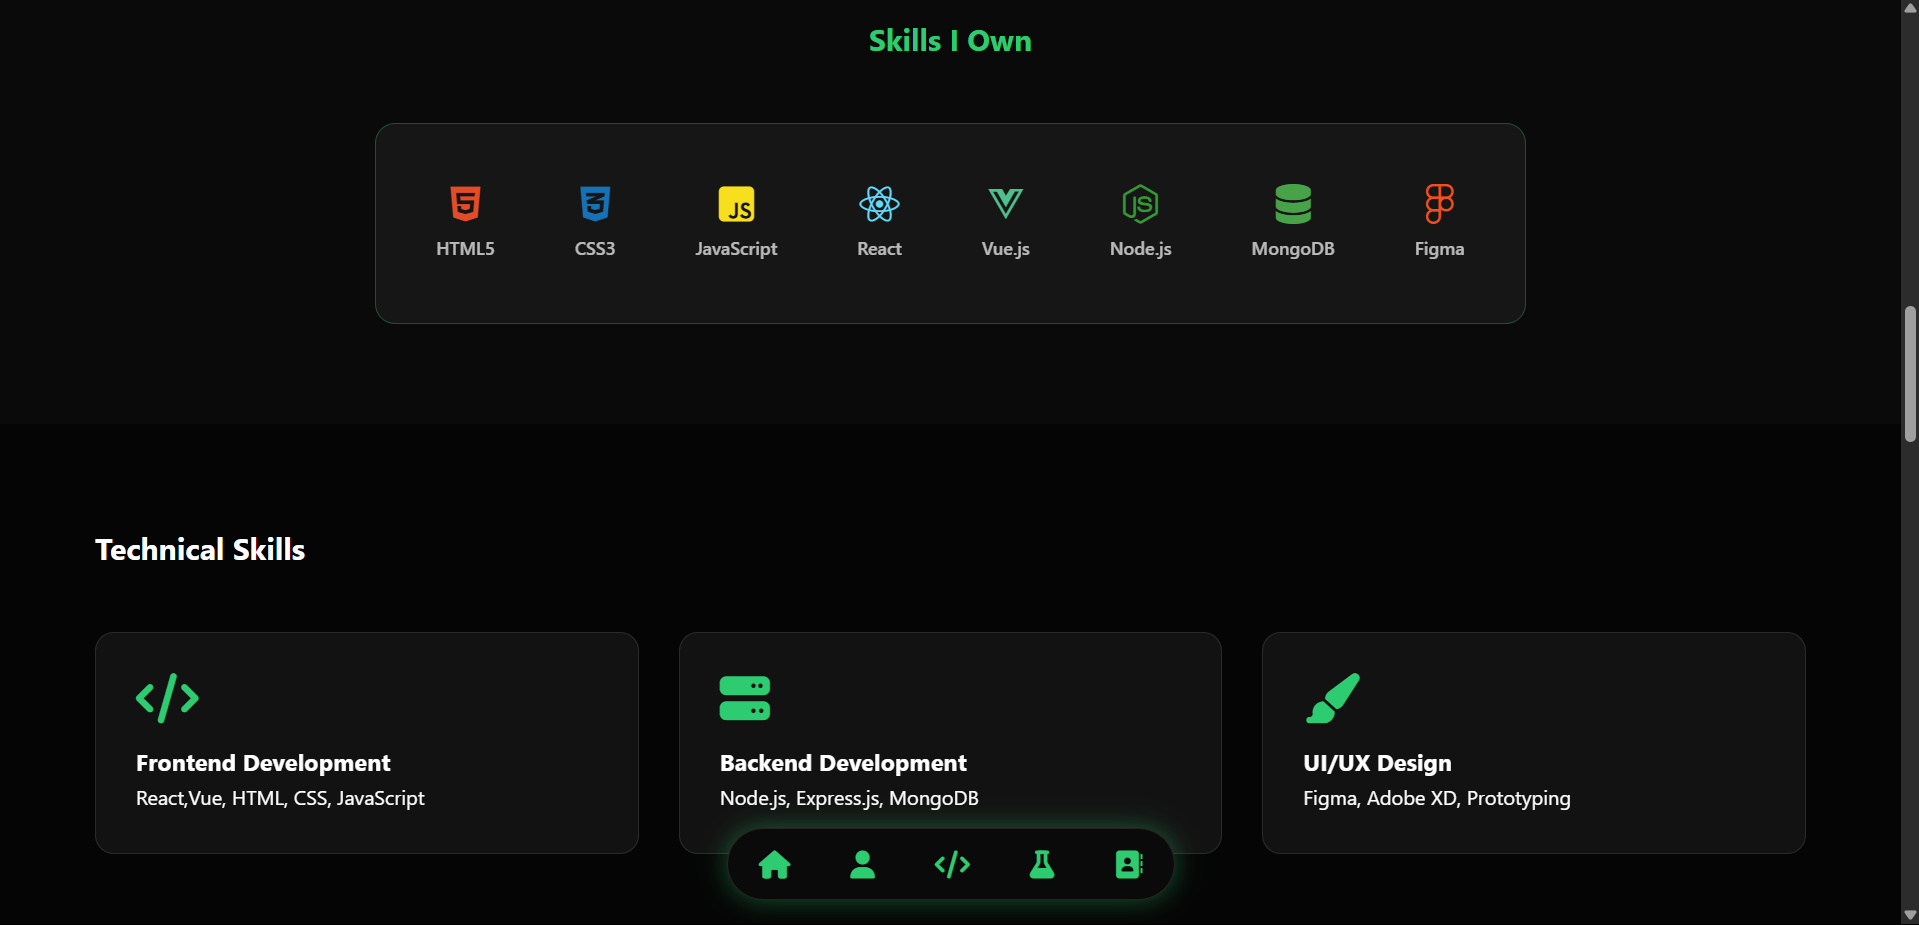 Skills I Own
JS
JS
HTML5 CSS3 JavaScript React Vue.js Node.js MongoDB Figma
Technical Skills
Frontend Development
React,Vue, HTML, CSS, JavaScript
Backend Development
Node.js, Express.js, MongoDB
UI/UX Design
Figma, Adobe XD, Prototyping